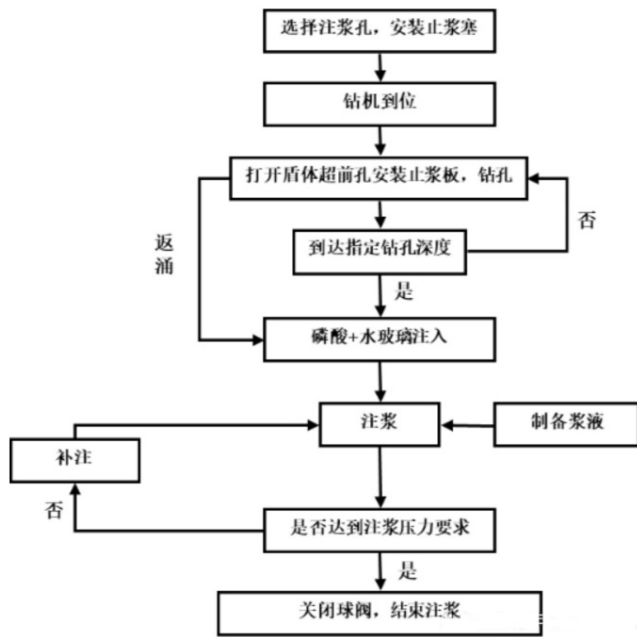 选择注浆孔，安装止浆塞
钻机到位
打开盾体超前孔安装止浆板，钻孔
返涌
否
到达指定钻孔深度
是
磷酸+水玻璃注入
注浆
制备浆液
补注
否
是否达到注浆压力要求
是
关闭球阀，结束注浆